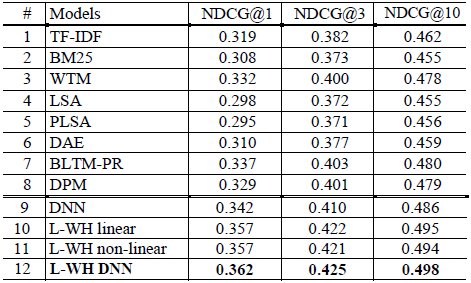 # Models NDCG@1 NDCG@3 NDCG@10
1 TF-IDF 0.319 0.382 0.462
2 BM25 0.308 0.373 0.455
3 WTM 0.332 0.400 0.478
4 LSA 0.298 0.372 0.455
5 PLSA 0.295 0.371 0.456
6 DAE 0.310 0.377 0.459
7 BLTM-PR 0.337 0.403 0.480
8 DPM 0.329 0.401 0.479
9 DNN 0.342 0.410 0.486
10 L-WH linear 0.357 0.422 0.495
11 L-WH non-linear 0.357 0.421 0.494
12 L-WH DNN 0.362 0.425 0.498